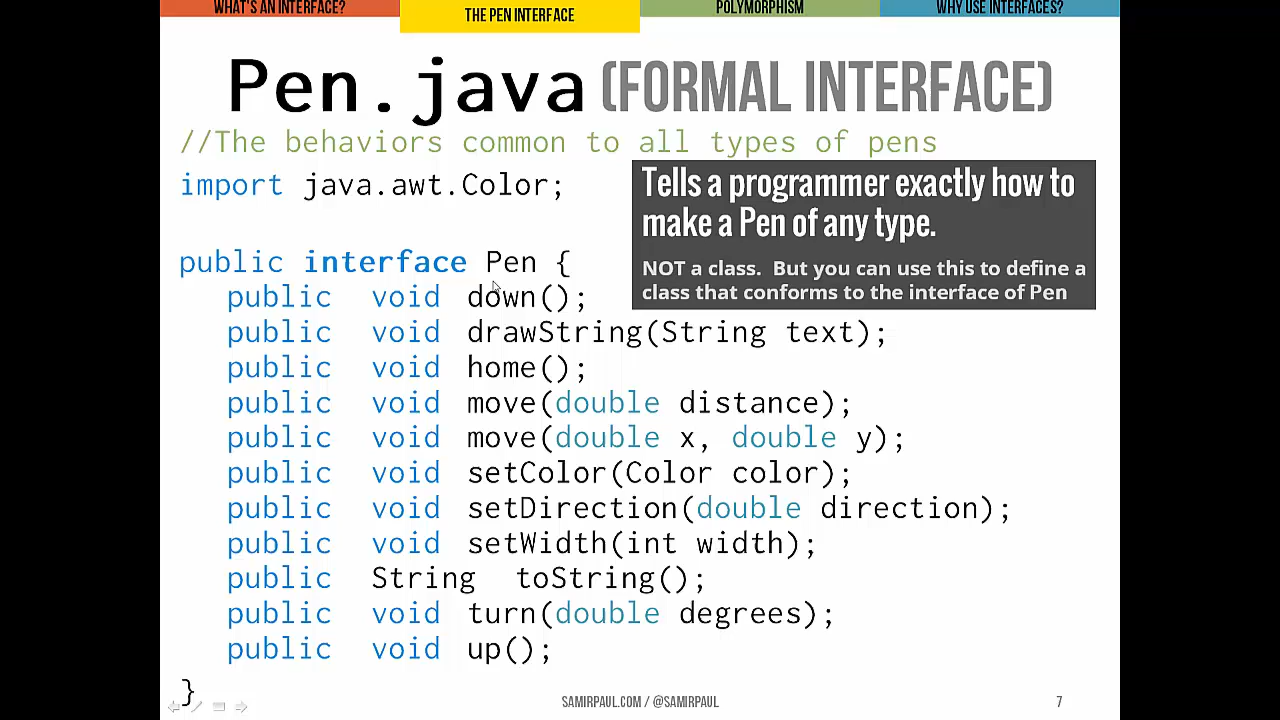 WHAT'S AN INTERFACE?
THE PEN INTERFACE
POLYMORPHISM
WHY USE INTERFACES?
Pen.java (FORMAL INTERFACE)
//The behaviors common to all types of pens
import java.awt.Color;
Tells a programmer exactly how to
make a Pen of any type.
NOT a class. But you can use this to define a
class that conforms to the interface of Pen
public interface Pen {
public void down();
public void drawString(String text);
public void home();
public void move(double distance);
public void move(double x, double y);
public void setColor(Color color);
public void setDirection(double direction);
public void setWidth(int width);
public String toString();
public void turn(double degrees);
public void up();
}
SAMIRPAUL.COM / @SAMIRPAUL
7